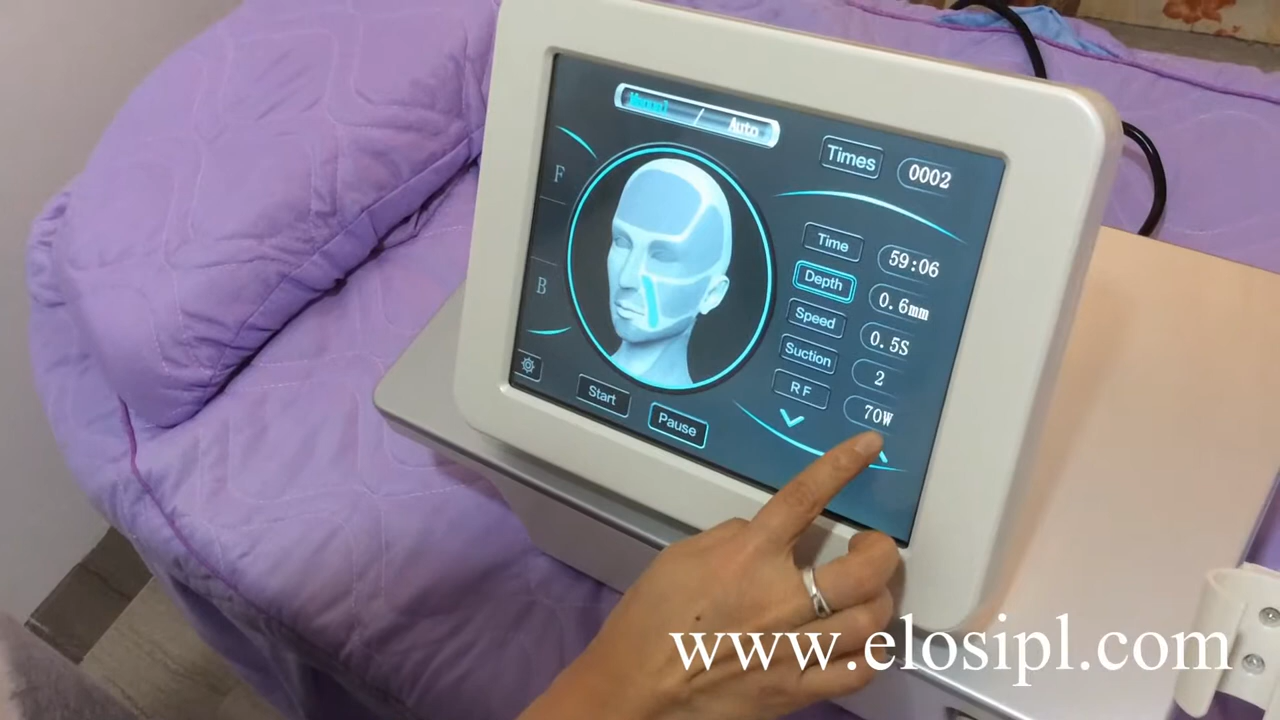 Manual / Auto
Times 0002
F
Time 59:06
Depth 0.6mm
B
Speed 0.5S
Suction 2
RF 70W
Start
Pause
www.elosipl.com